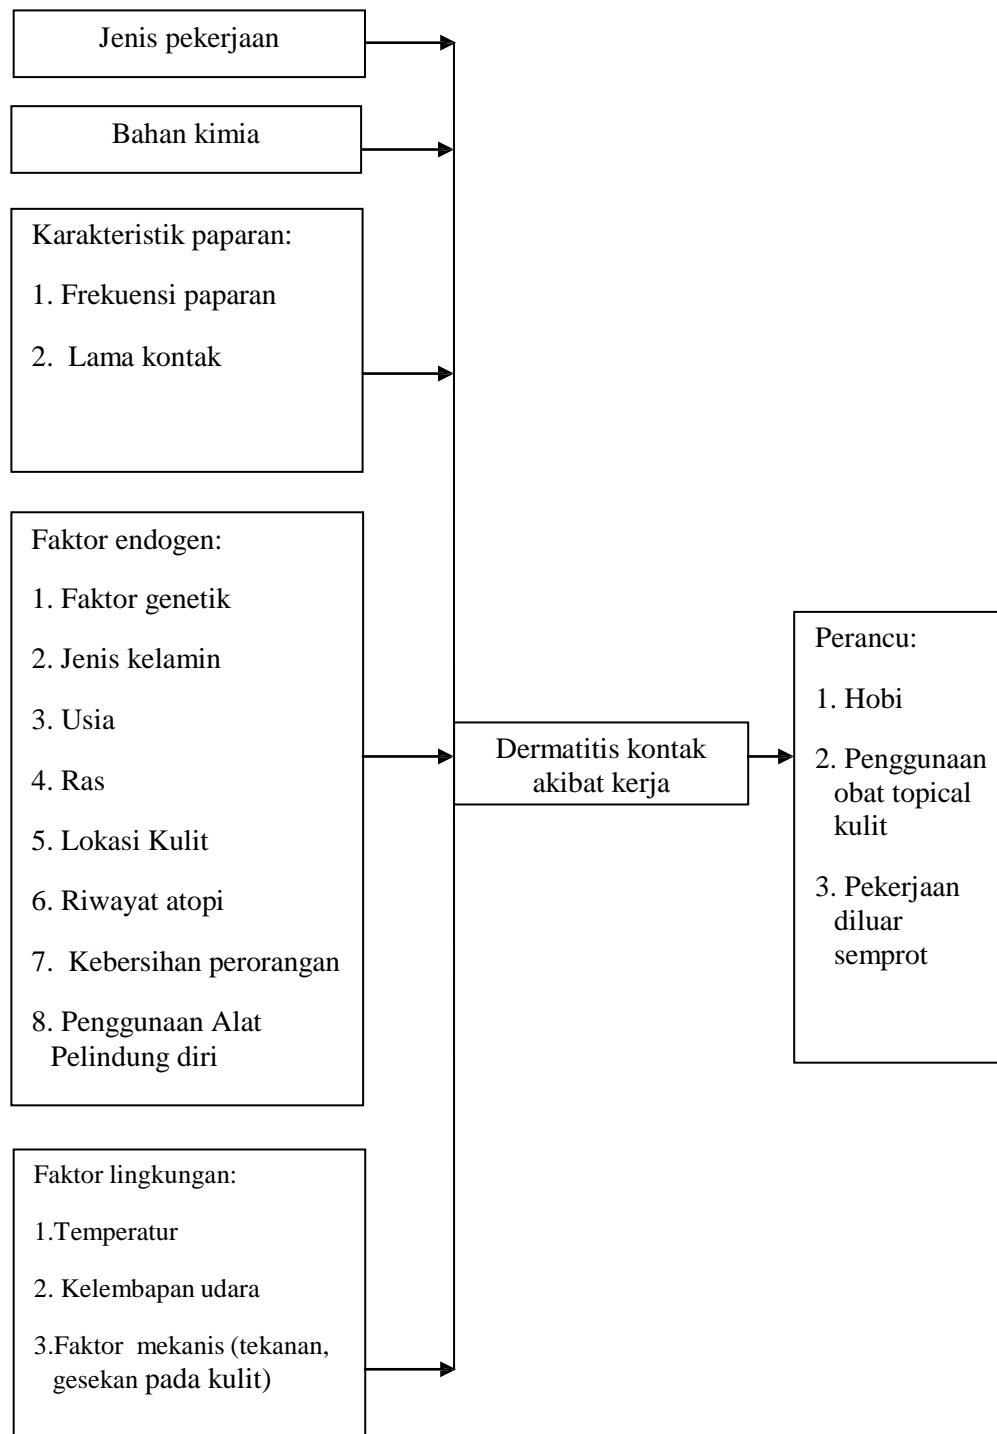 Jenis pekerjaan
Bahan kimia
Karakteristik paparan:
1. Frekuensi paparan
2. Lama kontak
Faktor endogen:
1. Faktor genetik
2. Jenis kelamin
3. Usia
4. Ras
5. Lokasi Kulit
6. Riwayat atopi
7. Kebersihan perorangan
8. Penggunaan Alat
Pelindung diri
Faktor lingkungan:
1.Temperatur
2. Kelembapan udara
3.Faktor mekanis (tekanan,
gesekan pada kulit)
Dermatitis kontak
akibat kerja
Perancu:
1. Hobi
2. Penggunaan
obat topical
kulit
3. Pekerjaan
diluar
semprot